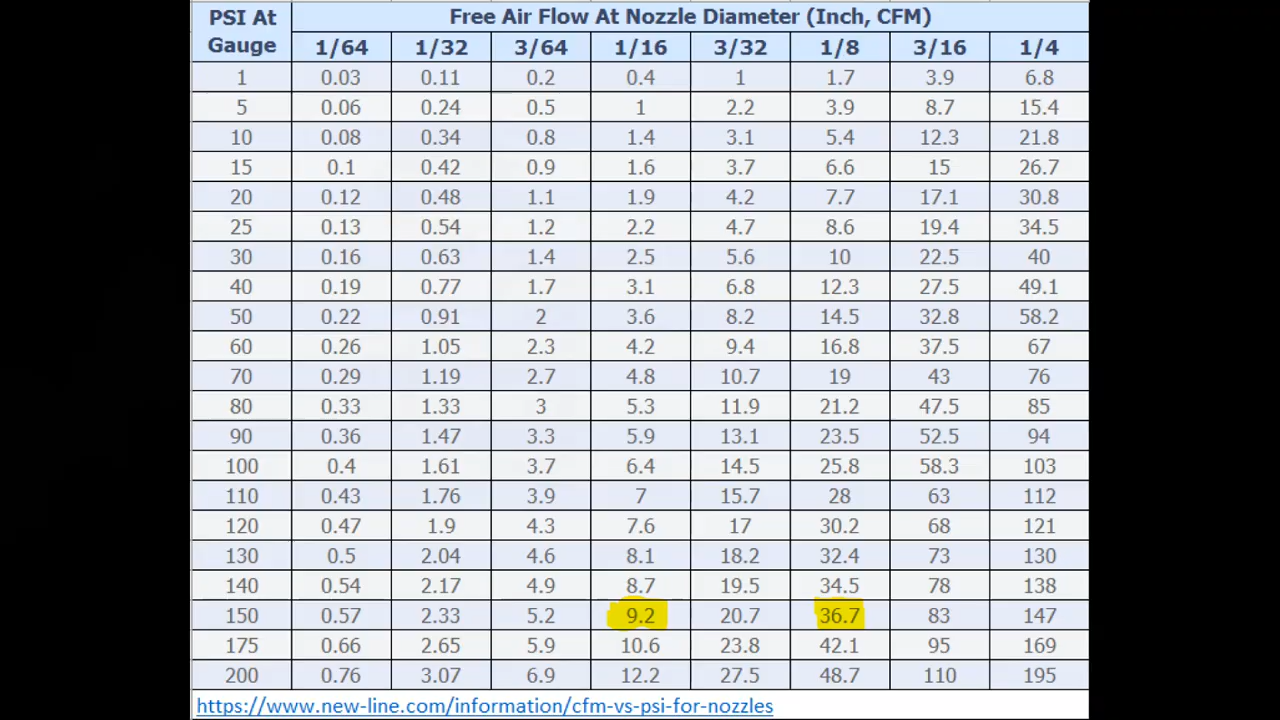 PSI At Gauge Free Air Flow At Nozzle Diameter (Inch, CFM)
1/64 1/32 3/64 1/16 3/32 1/8 3/16 1/4
1 0.03 0.11 0.2 0.4 1 1.7 3.9 6.8
5 0.06 0.24 0.5 1 2.2 3.9 8.7 15.4
10 0.08 0.34 0.8 1.4 3.1 5.4 12.3 21.8
15 0.1 0.42 0.9 1.6 3.7 6.6 15 26.7
20 0.12 0.48 1.1 1.9 4.2 7.7 17.1 30.8
25 0.13 0.54 1.2 2.2 4.7 8.6 19.4 34.5
30 0.16 0.63 1.4 2.5 5.6 10 22.5 40
40 0.19 0.77 1.7 3.1 6.8 12.3 27.5 49.1
50 0.22 0.91 2 3.6 8.2 14.5 32.8 58.2
60 0.26 1.05 2.3 4.2 9.4 16.8 37.5 67
70 0.29 1.19 2.7 4.8 10.7 19 43 76
80 0.33 1.33 3 5.3 11.9 21.2 47.5 85
90 0.36 1.47 3.3 5.9 13.1 23.5 52.5 94
100 0.4 1.61 3.7 6.4 14.5 25.8 58.3 103
110 0.43 1.76 3.9 7 15.7 28 63 112
120 0.47 1.9 4.3 7.6 17 30.2 68 121
130 0.5 2.04 4.6 8.1 18.2 32.4 73 130
140 0.54 2.17 4.9 8.7 19.5 34.5 78 138
150 0.57 2.33 5.2 9.2 20.7 36.7 83 147
175 0.66 2.65 5.9 10.6 23.8 42.1 95 169
200 0.76 3.07 6.9 12.2 27.5 48.7 110 195
https://www.new-line.com/information/cfm-vs-psi-for-nozzles